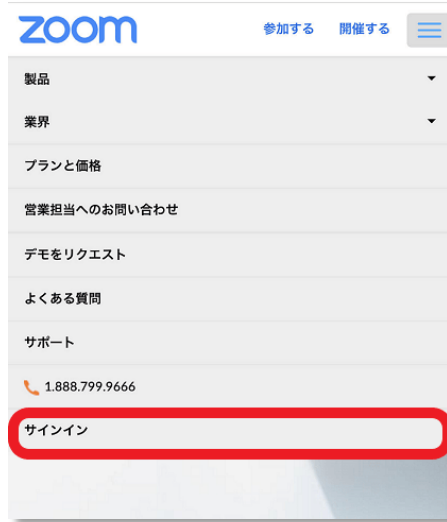 zoom 参加する 開催する
製品
業界
プランと価格
営業担当へのお問い合わせ
デモをリクエスト
よくある質問
サポート
1.888.799.9666
サインイン